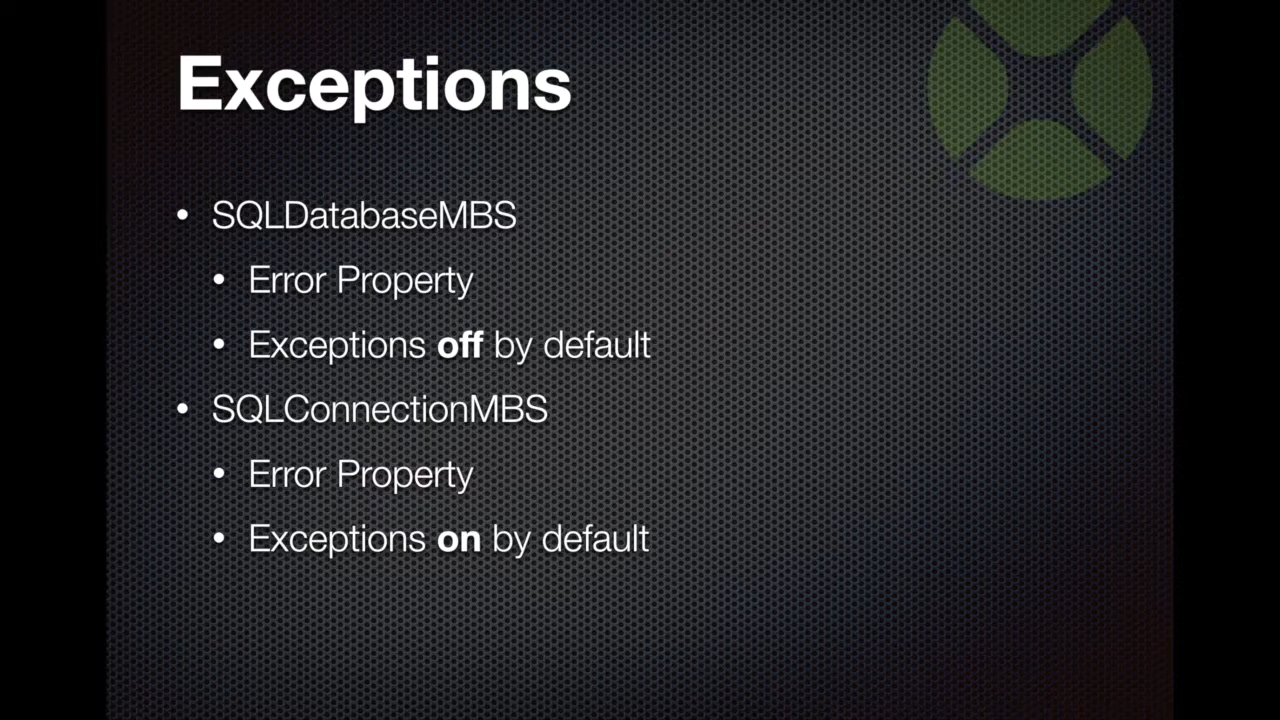 Exceptions
• SQLDatabaseMBS
• Error Property
• Exceptions off by default
• SQLConnectionMBS
• Error Property
• Exceptions on by default